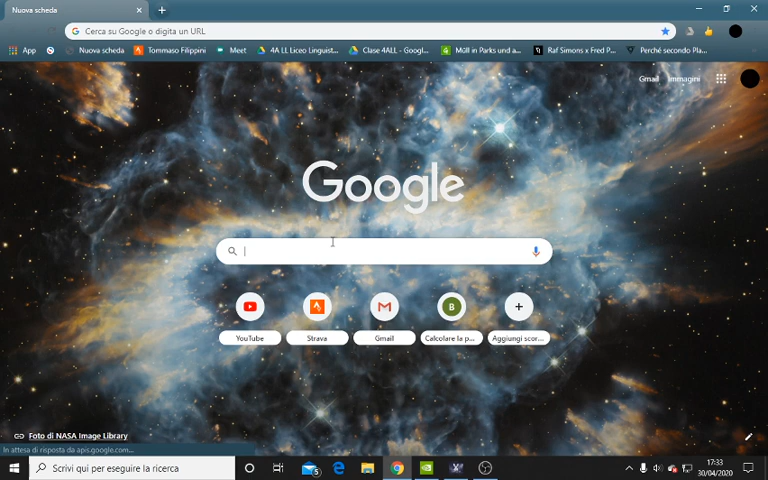 Nuova scheda
Cerca su Google o digita un URL
App Nuova scheda Tommaso Filippini Meet 4A LL Liceo Linguist... Clase 4ALL - Googl... Müll in Parks und a... Raf Simons x Fred P... Perché secondo Pla...
Gmail Immagini
Google
B
YouTube Strava Gmail Calcolare la p... Aggiungi scor...
Foto di NASA Image Library
In attesa di risposta da apis.google.com...
Scrivi qui per eseguire la ricerca
5
17:33
30/04/2020